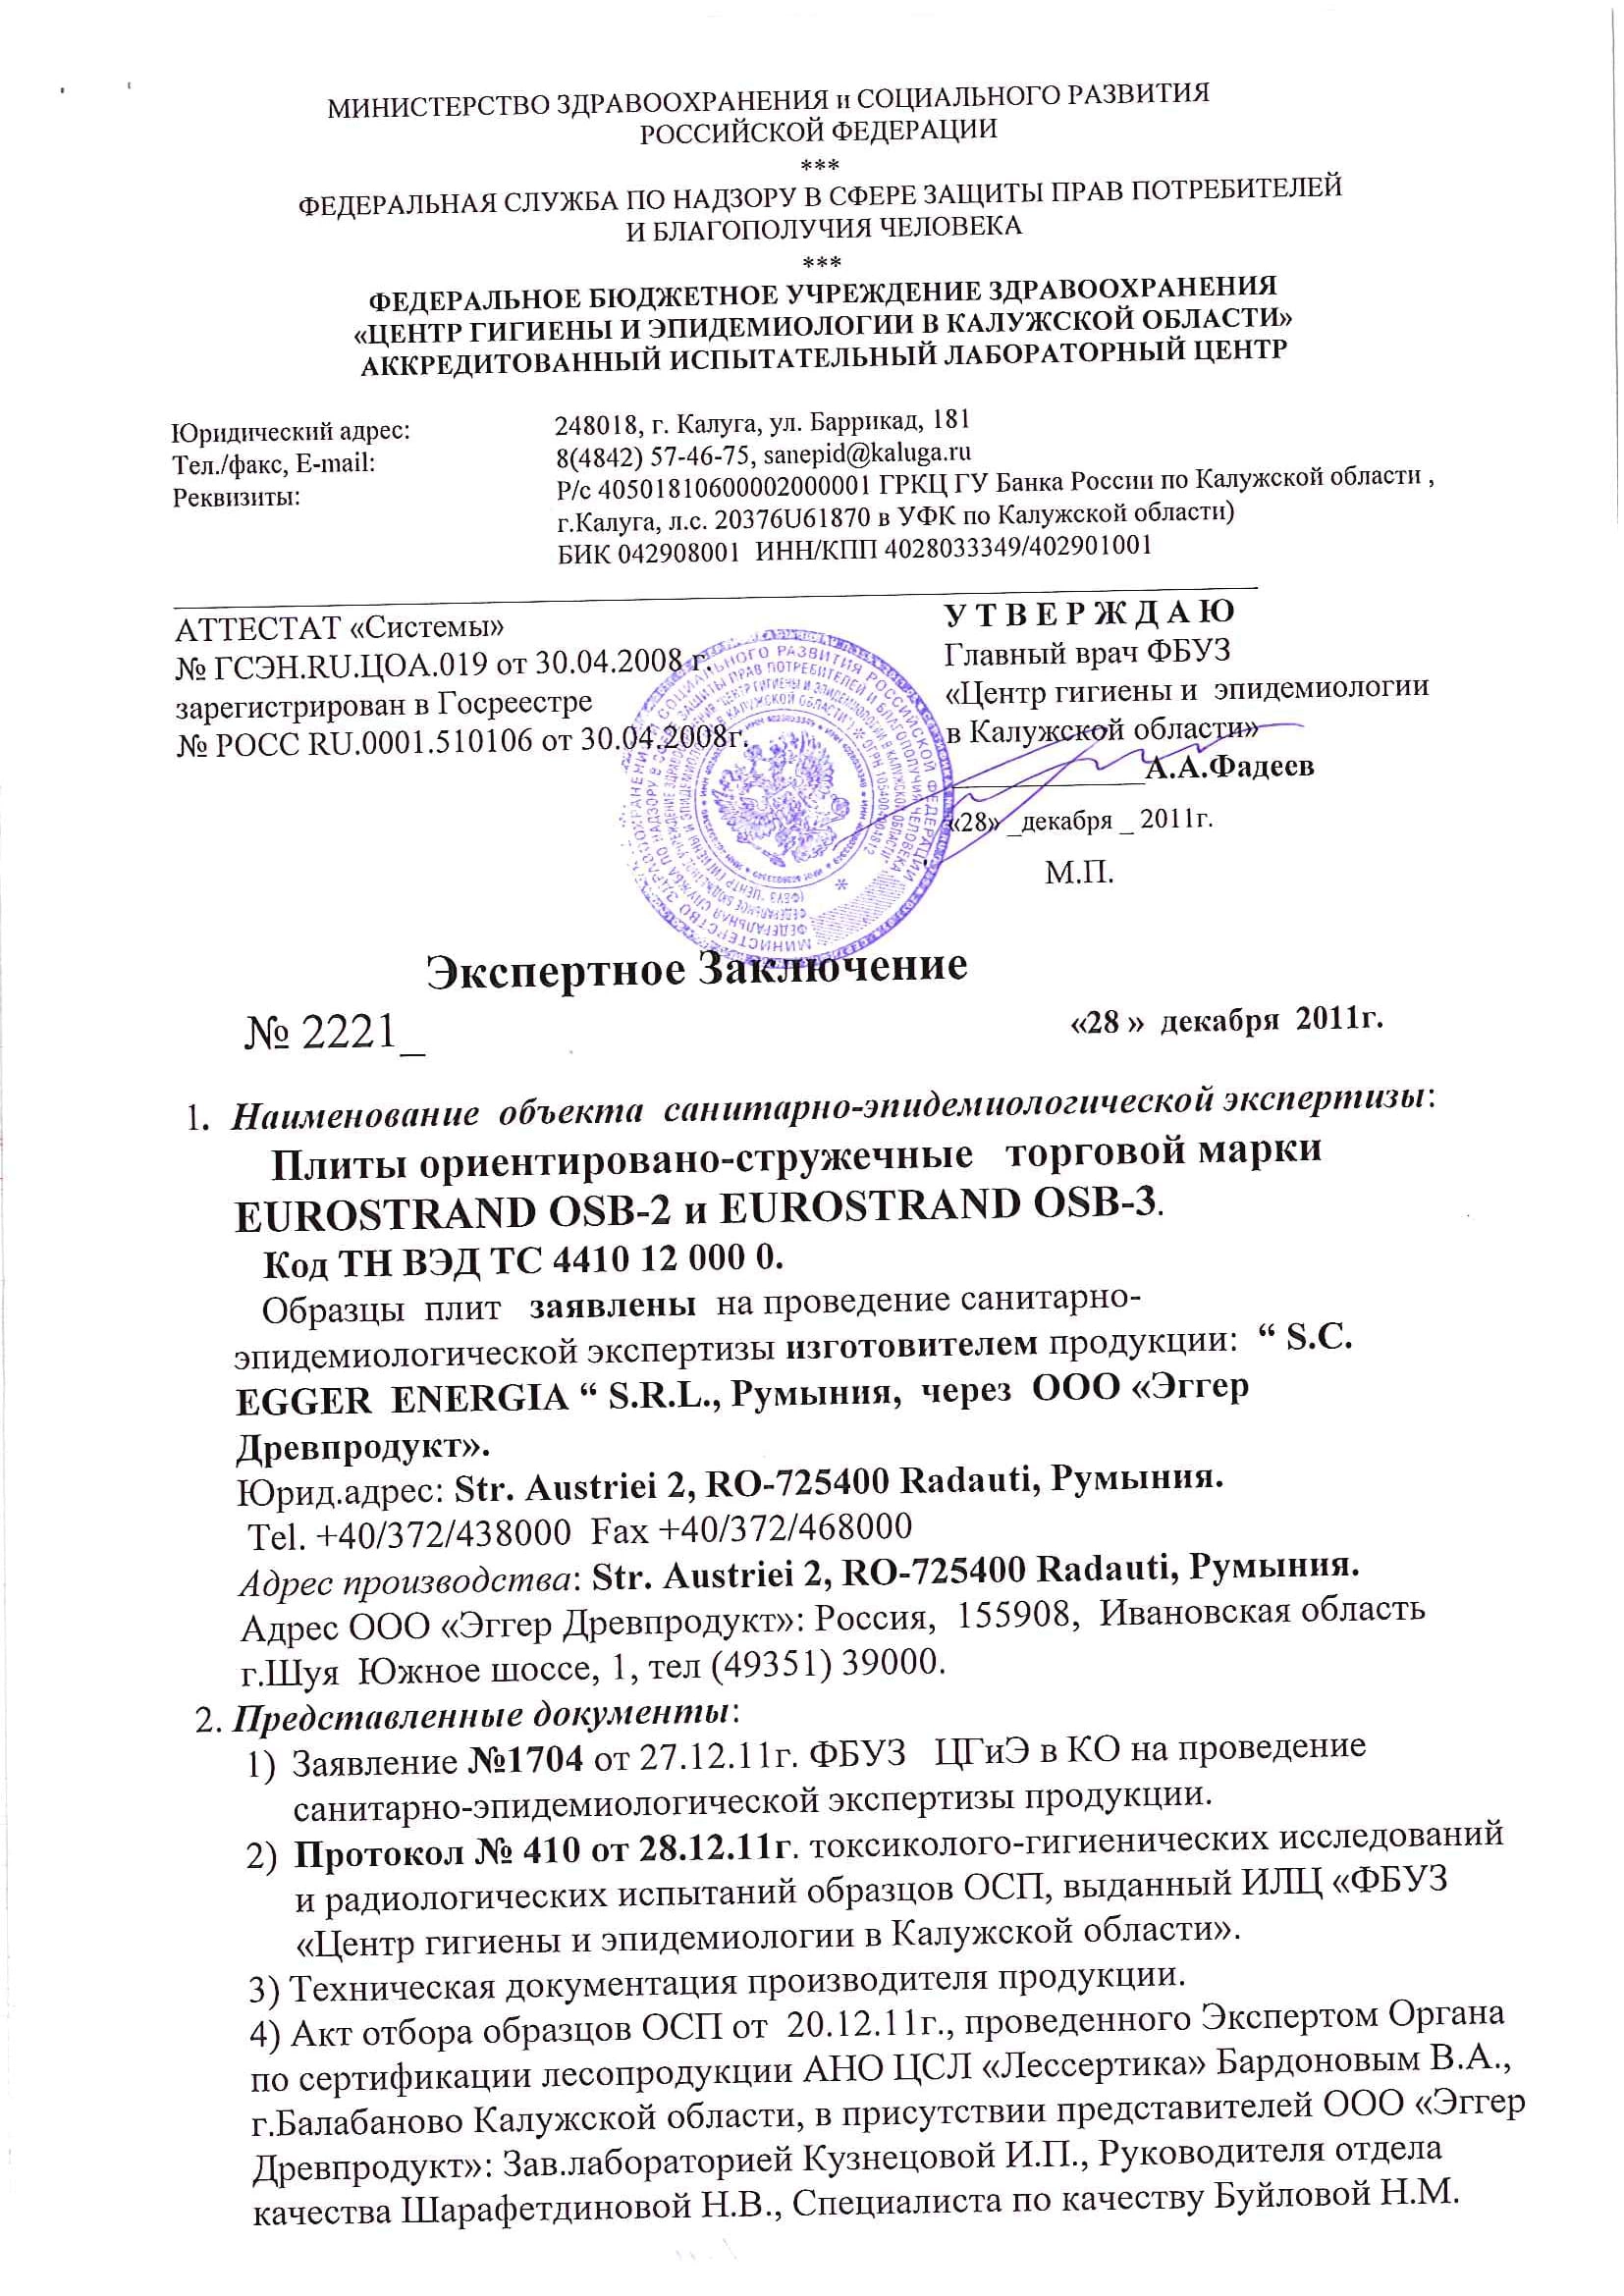 МИНИСТЕРСТВО ЗДРАВООХРАНЕНИЯ и СОЦИАЛЬНОГО РАЗВИТИЯ
РОССИЙСКОЙ ФЕДЕРАЦИИ
***
ФЕДЕРАЛЬНАЯ СЛУЖБА ПО НАДЗОРУ В СФЕРЕ ЗАЩИТЫ ПРАВ ПОТРЕБИТЕЛЕЙ
И БЛАГОПОЛУЧИЯ ЧЕЛОВЕКА
***
ФЕДЕРАЛЬНОЕ БЮДЖЕТНОЕ УЧРЕЖДЕНИЕ ЗДРАВООХРАНЕНИЯ
«ЦЕНТР ГИГИЕНЫ И ЭПИДЕМИОЛОГИИ В КАЛУЖСКОЙ ОБЛАСТИ»
АККРЕДИТОВАННЫЙ ИСПЫТАТЕЛЬНЫЙ ЛАБОРАТОРНЫЙ ЦЕНТР
Юридический адрес: 248018, г. Калуга, ул. Баррикад, 181
Тел./факс, E-mail: 8(4842) 57-46-75, sanepid@kaluga.ru
Реквизиты: Р/с 40501810600002000001 ГРКЦ ГУ Банка России по Калужской области ,
г.Калуга, л.с. 20376U61870 в УФК по Калужской области)
БИК 042908001 ИНН/КПП 4028033349/402901001
АТТЕСТАТ «Системы»
№ ГСЭН.RU.ЦОА.019 от 30.04.2008 г.
зарегистрирован в Госреестре
№ РОСС RU.0001.510106 от 30.04.2008г.
У Т В Е Р Ж Д А Ю
Главный врач ФБУЗ
«Центр гигиены и эпидемиологии
в Калужской области»
____________А.А.Фадеев
«28» _декабря _ 2011г.
М.П.
Экспертное Заключение
№ 2221_ «28 » декабря 2011г.
1. Наименование объекта санитарно-эпидемиологической экспертизы:
Плиты ориентировано-стружечные торговой марки
EUROSTRAND OSB-2 и EUROSTRAND OSB-3.
Код ТН ВЭД ТС 4410 12 000 0.
Образцы плит заявлены на проведение санитарно-
эпидемиологической экспертизы изготовителем продукции: “ S.C.
EGGER ENERGIA “ S.R.L., Румыния, через ООО «Эггер
Древпродукт».
Юрид.адрес: Str. Austriei 2, RO-725400 Radauti, Румыния.
Tel. +40/372/438000 Fax +40/372/468000
Адрес производства: Str. Austriei 2, RO-725400 Radauti, Румыния.
Адрес ООО «Эггер Древпродукт»: Россия, 155908, Ивановская область
г.Шуя Южное шоссе, 1, тел (49351) 39000.
2. Представленные документы:
1) Заявление №1704 от 27.12.11г. ФБУЗ ЦГиЭ в КО на проведение
санитарно-эпидемиологической экспертизы продукции.
2) Протокол № 410 от 28.12.11г. токсиколого-гигиенических исследований
и радиологических испытаний образцов ОСП, выданный ИЛЦ «ФБУЗ
«Центр гигиены и эпидемиологии в Калужской области».
3) Техническая документация производителя продукции.
4) Акт отбора образцов ОСП от 20.12.11г., проведенного Экспертом Органа
по сертификации лесопродукции АНО ЦСЛ «Лессертика» Бардоновым В.А.,
г.Балабаново Калужской области, в присутствии представителей ООО «Эггер
Древпродукт»: Зав.лабораторией Кузнецовой И.П., Руководителя отдела
качества Шарафетдиновой Н.В., Специалиста по качеству Буйловой Н.М.